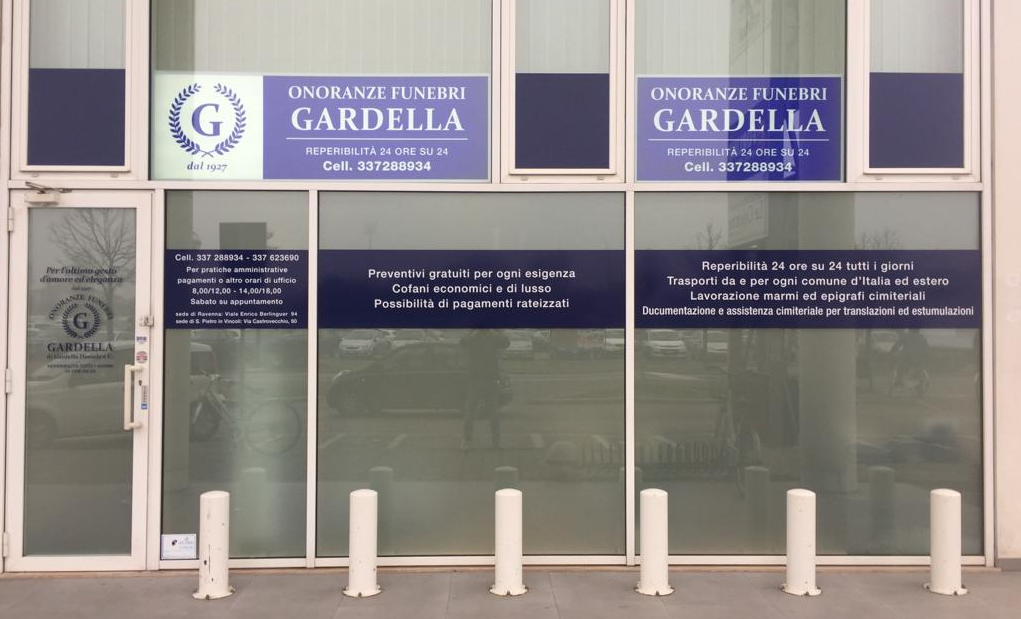 G
dal 1927
ONORANZE FUNEBRI
GARDELLA
REPERIBILITÀ 24 ORE SU 24
Cell. 337288934
ONORANZE FUNEBRI
GARDELLA
REPERIBILITÀ 24 ORE SU 24
Cell. 337288934
Per l'ultimo gesto
d'amore ed eleganza
dal 1927
ONORANZE FUNEBRI
G
GARDELLA
Cell. 337 288934 - 337 623690
Per pratiche amministrative
pagamenti o altro orari di ufficio
8,00/12,00 - 14,00/18,00
Sabato su appuntamento
sede di Ravenna: Viale Enrico Berlinguer 94
sede di S. Pietro in Vincoli: Via Castrovecchio, 50
Preventivi gratuiti per ogni esigenza
Cofani economici e di lusso
Possibilità di pagamenti rateizzati
Reperibilità 24 ore su 24 tutti i giorni
Trasporti da e per ogni comune d'Italia ed estero
Lavorazione marmi ed epigrafi cimiteriali
Ducumentazione e assistenza cimiteriale per translazioni ed estumulazioni